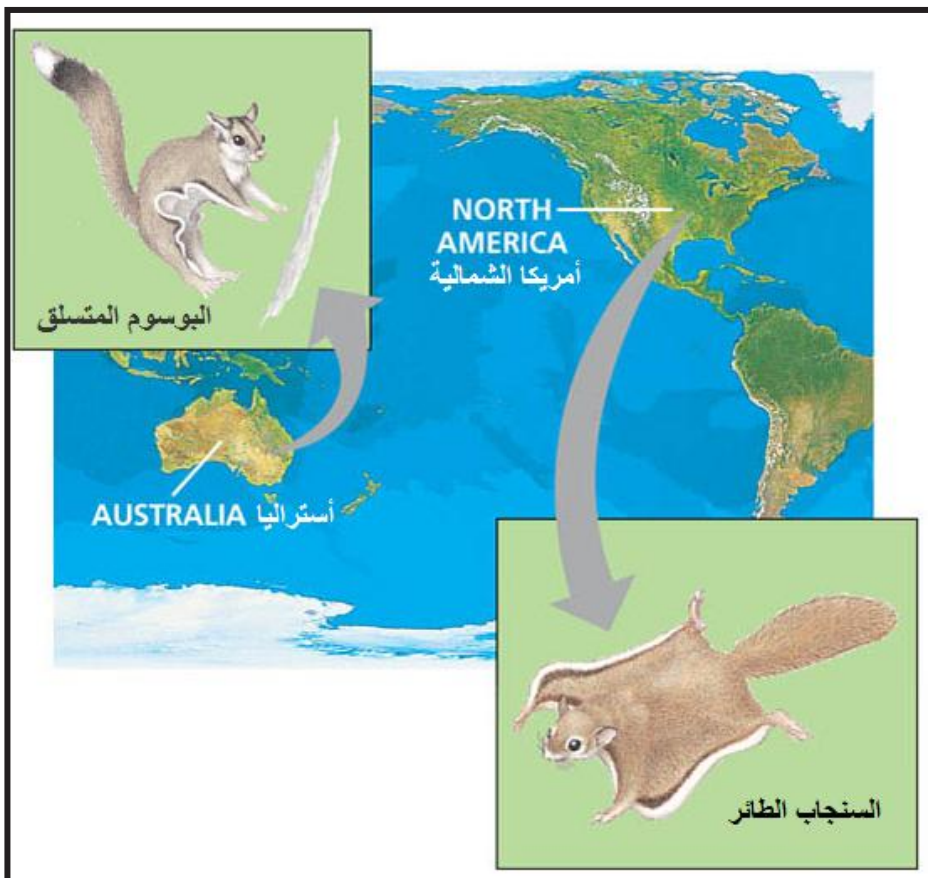 البوسوم المتسلق
NORTH
AMERICA
أمريكا الشمالية
AUSTRALIA أستراليا
السنجاب الطائر